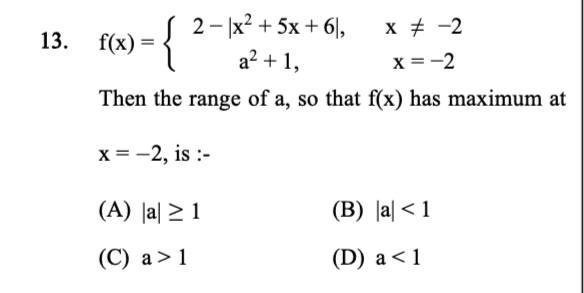 13. f(x) = { 2 – |x² + 5x + 6|, x ≠ –2
a² + 1, x = –2
Then the range of a, so that f(x) has maximum at
x = –2, is :-
(A) |a| ≥ 1 (B) |a| < 1
(C) a > 1 (D) a < 1